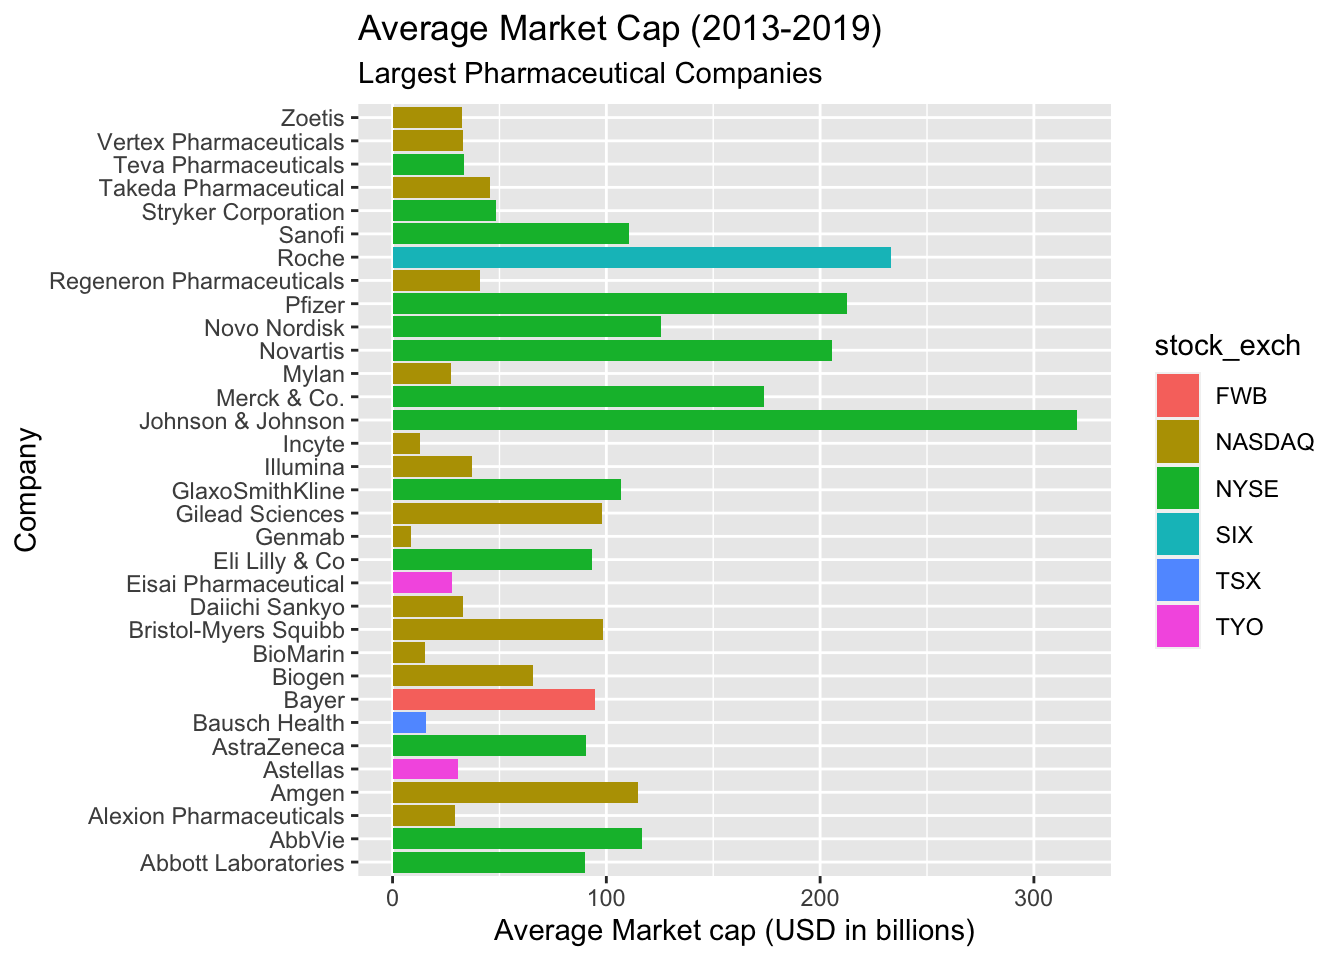 Average Market Cap (2013-2019)
Largest Pharmaceutical Companies
Zoetis
Vertex Pharmaceuticals
Teva Pharmaceuticals
Takeda Pharmaceutical
Stryker Corporation
Sanofi
Roche
Regeneron Pharmaceuticals
Pfizer
Novo Nordisk
Novartis
Mylan
Merck & Co.
Johnson & Johnson
Incyte
Illumina
GlaxoSmithKline
Gilead Sciences
Genmab
Eli Lilly & Co
Eisai Pharmaceutical
Daiichi Sankyo
Bristol-Myers Squibb
BioMarin
Biogen
Bayer
Bausch Health
AstraZeneca
Astellas
Amgen
Alexion Pharmaceuticals
AbbVie
Abbott Laboratories
Company
0 100 200 300
Average Market cap (USD in billions)
stock_exch
FWB
NASDAQ
NYSE
SIX
TSX
TYO